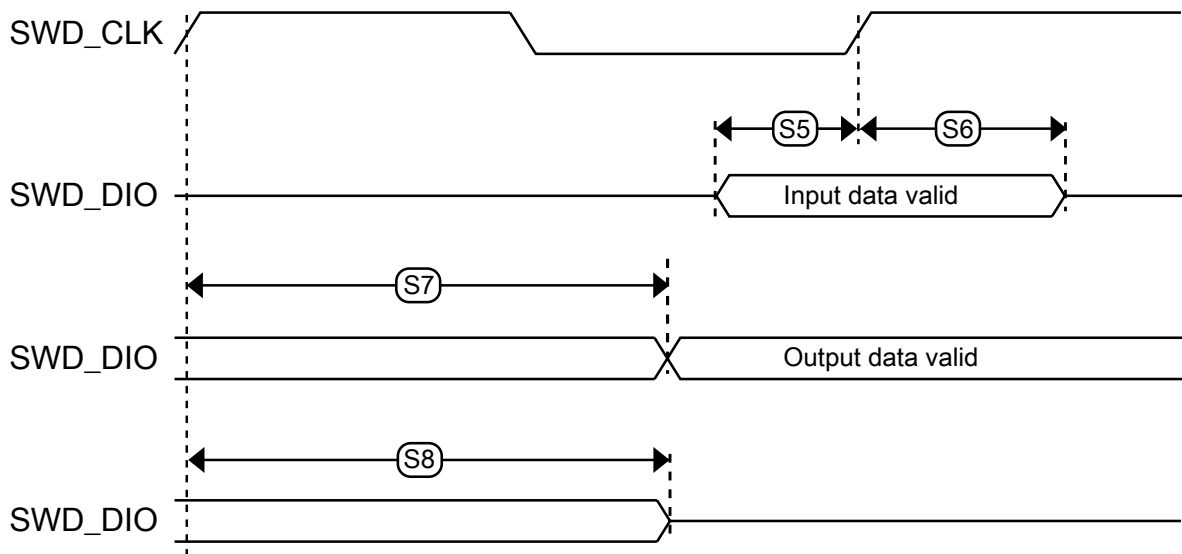 SWD_CLK
S5
S6
SWD_DIO
Input data valid
S7
SWD_DIO
Output data valid
S8
SWD_DIO